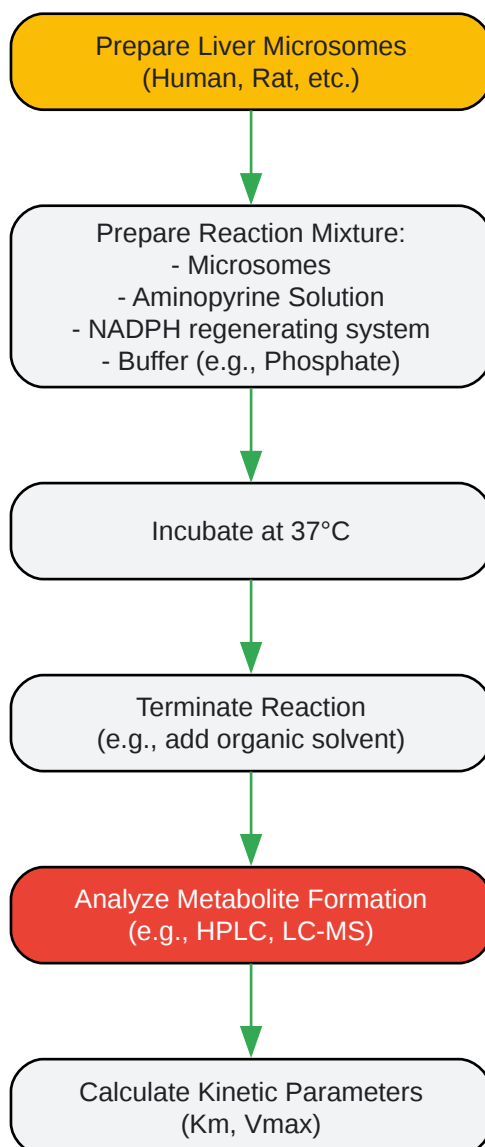 Prepare Liver Microsomes
(Human, Rat, etc.)
Prepare Reaction Mixture:
- Microsomes
- Aminopyrine Solution
- NADPH regenerating system
- Buffer (e.g., Phosphate)
Incubate at 37°C
Terminate Reaction
(e.g., add organic solvent)
Analyze Metabolite Formation
(e.g., HPLC, LC-MS)
Calculate Kinetic Parameters
(Km, Vmax)